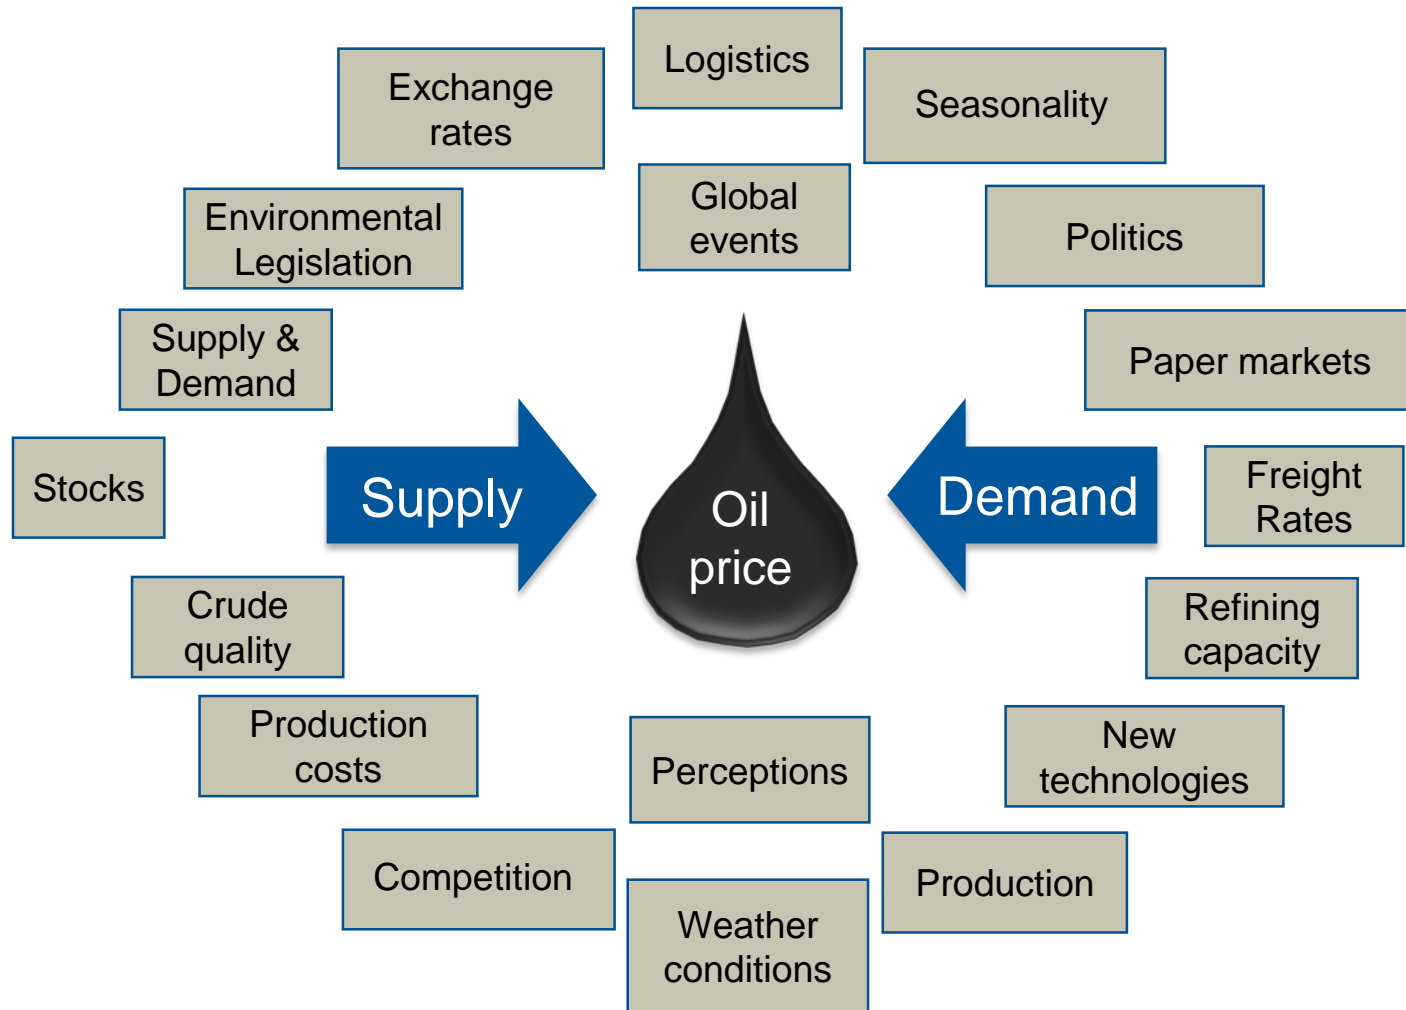 Logistics
Exchange
rates
Seasonality
Global
events
Environmental
Legislation
Politics
Supply &
Demand
Paper markets
Stocks
Supply
Oil
price
Demand
Freight
Rates
Crude
quality
Refining
capacity
Production
costs
Perceptions
New
technologies
Competition
Weather
conditions
Production